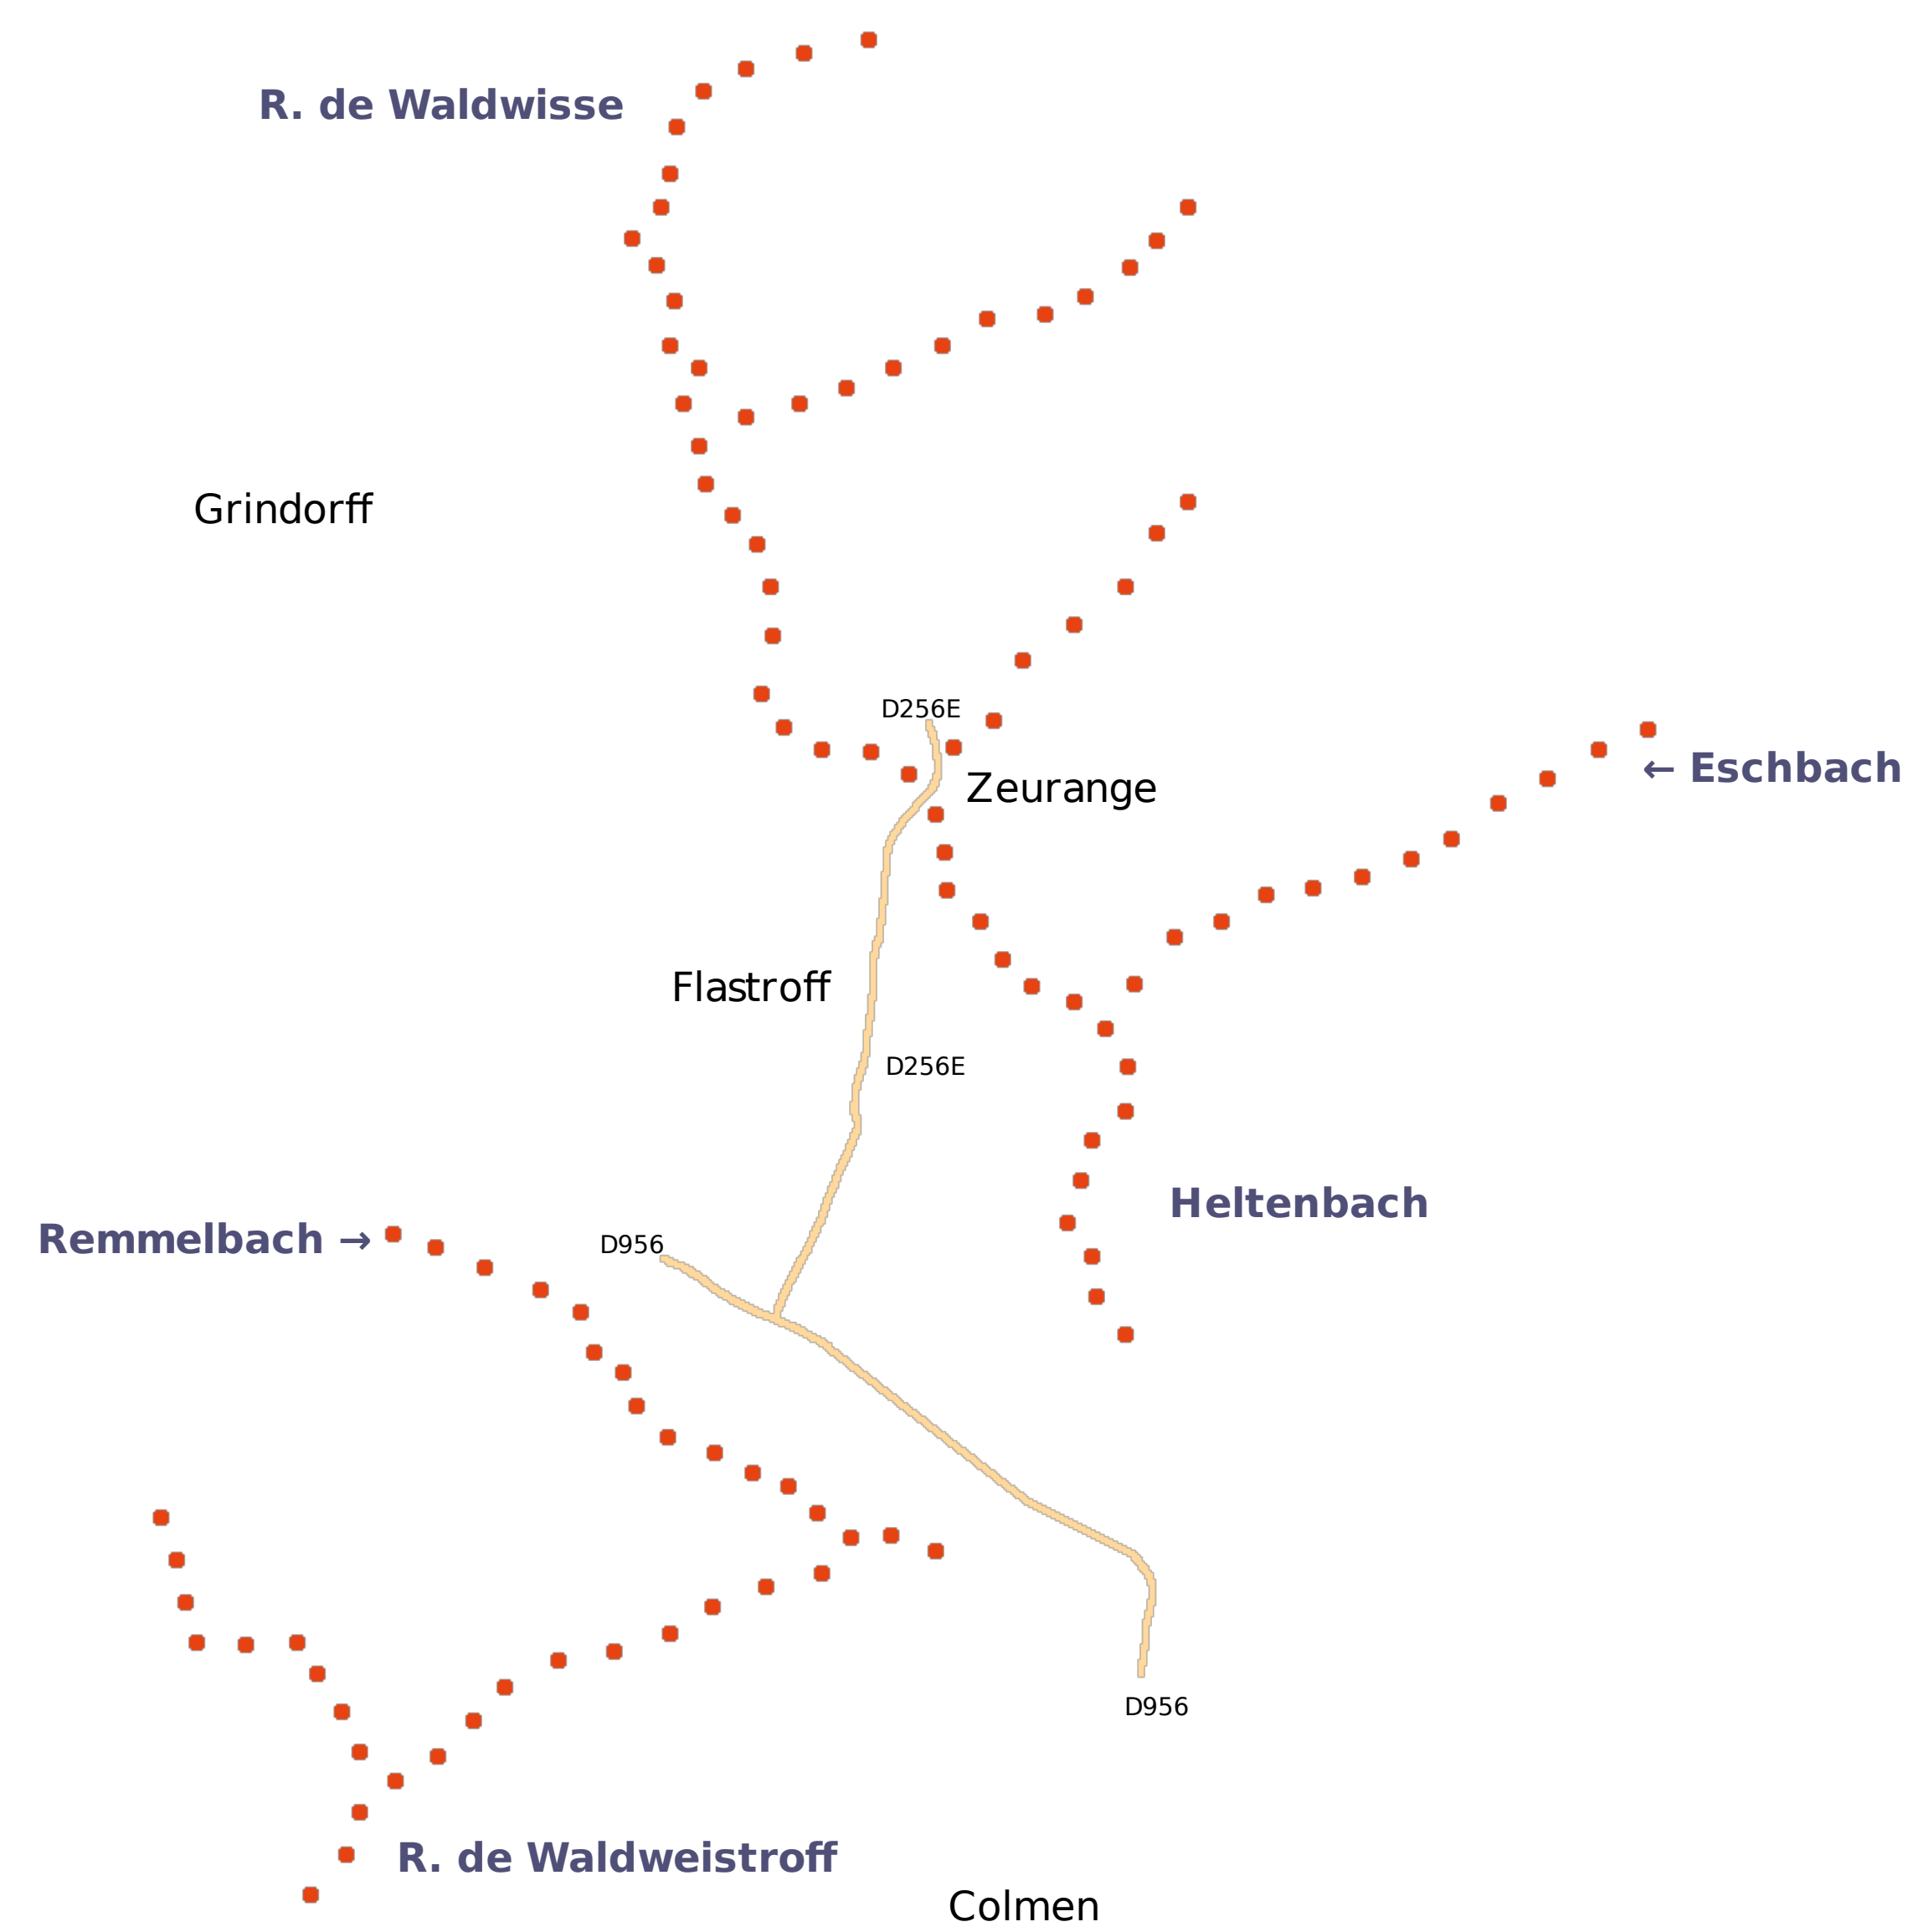 R. de Waldwisse
Grindorff
D256E
← Eschbach
Zeurange
Flastroff
D256E
Heltenbach
Remmelbach →
D956
D956
R. de Waldweistroff
Colmen